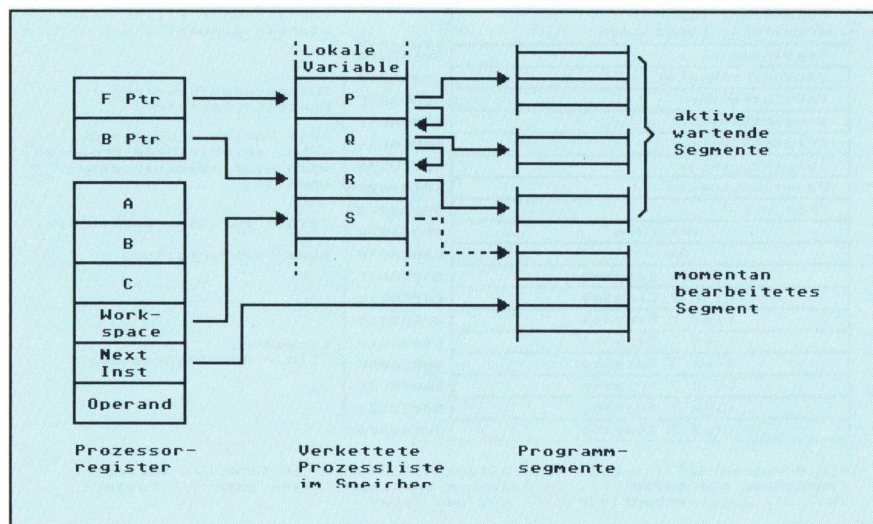 Lokale
Variable
F Ptr
B Ptr
A
B
C
Work-
space
Next
Inst
Operand
P
Q
R
S
aktive
wartende
Segmente
momentan
bearbeitetes
Segment
Prozessor-
register
Verkettete
Prozessliste
im Speicher
Programm-
segmente